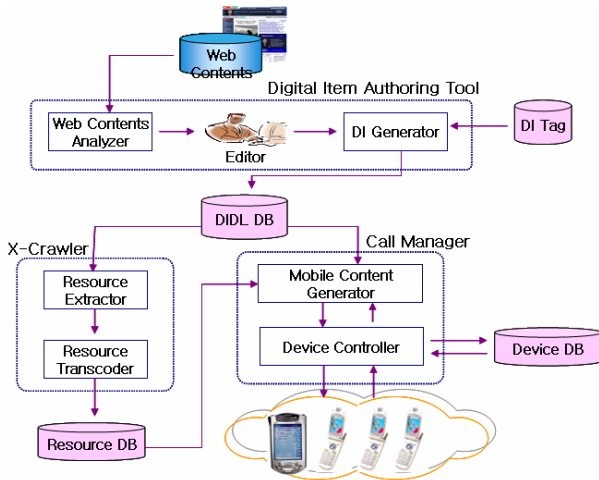 Web
Contents
Digital Item Authoring Tool
Web Contents
Analyzer
Editor
DI Generator
DI Tag
DIDL DB
X-Crawler
Call Manager
Resource
Extractor
Mobile Content
Generator
Resource
Transcoder
Device Controller
Device DB
Resource DB